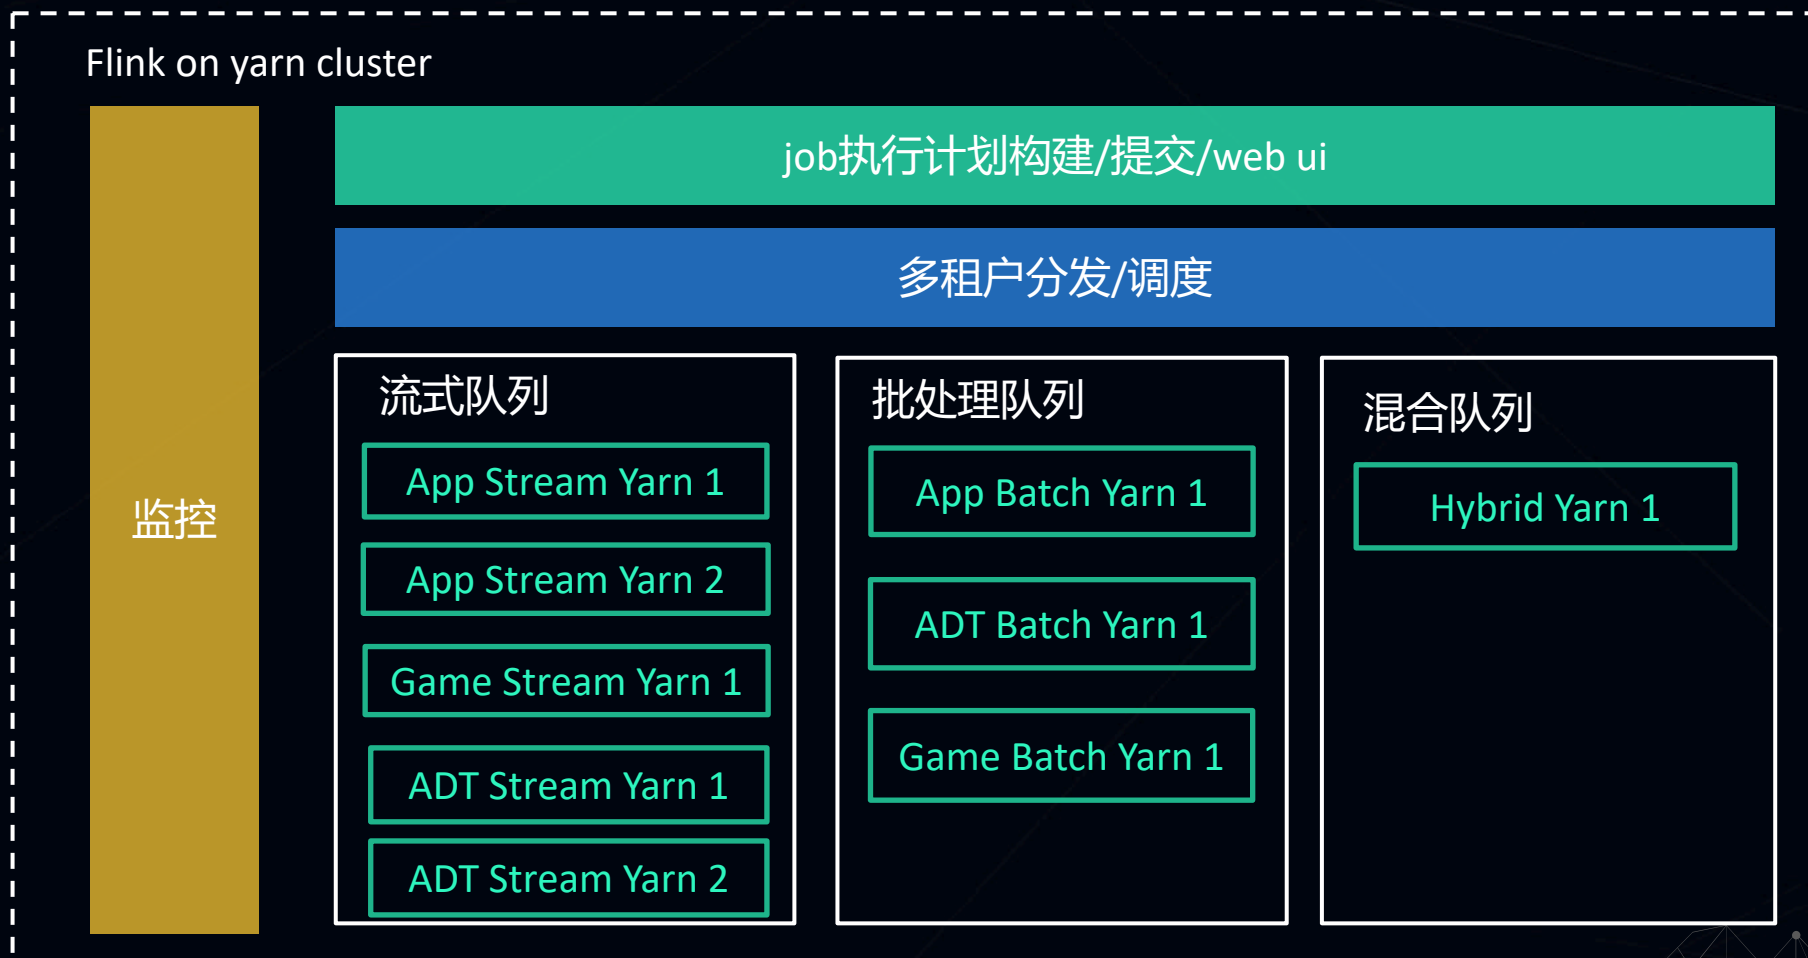 Flink on yarn cluster
监控
job执行计划构建/提交/web ui
多租户分发/调度
流式队列
App Stream Yarn 1
App Stream Yarn 2
Game Stream Yarn 1
ADT Stream Yarn 1
ADT Stream Yarn 2
批处理队列
App Batch Yarn 1
ADT Batch Yarn 1
Game Batch Yarn 1
混合队列
Hybrid Yarn 1